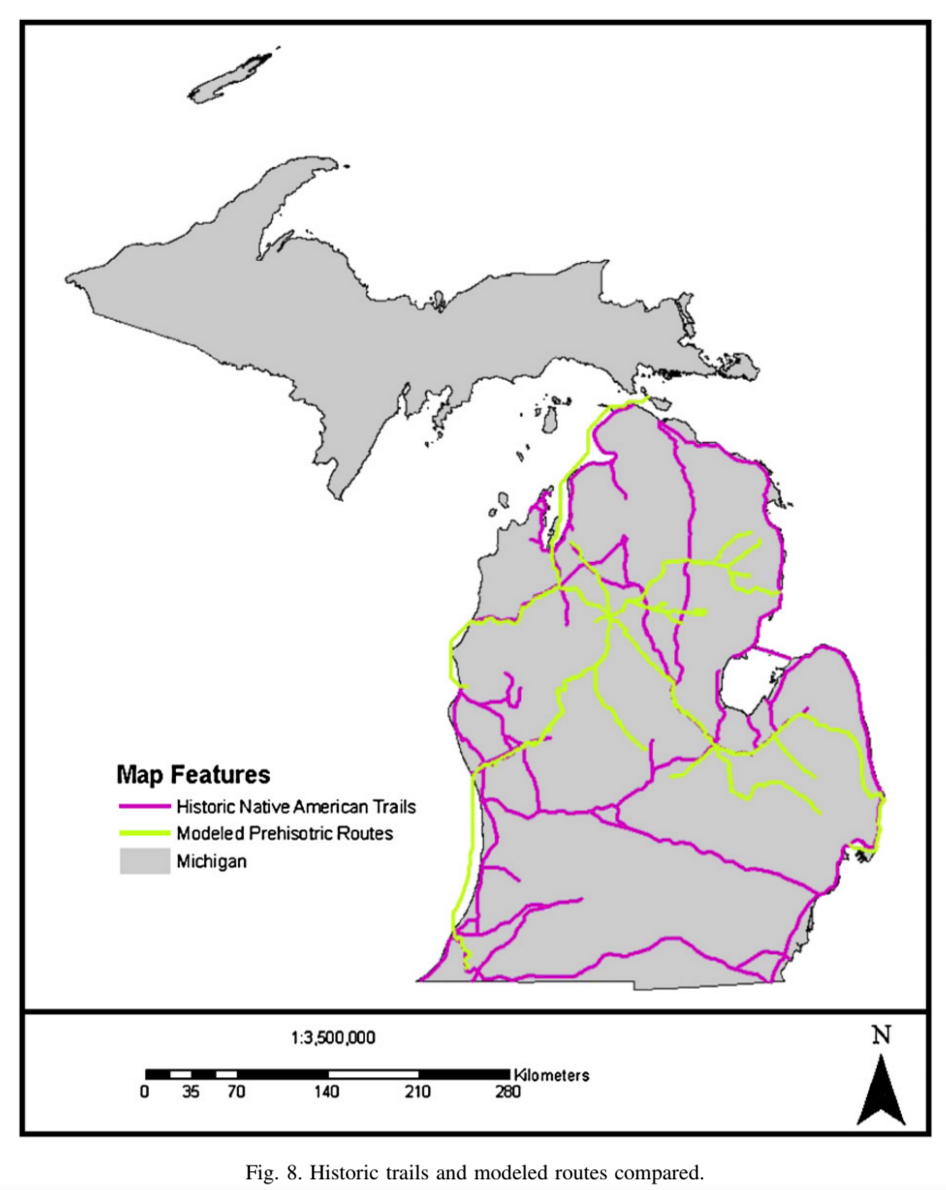 Map Features
Historic Native American Trails
Modeled Prehisotric Routes
Michigan
1:3,500,000
N
Kilometers
0 35 70 140 210 280
Fig. 8. Historic trails and modeled routes compared.